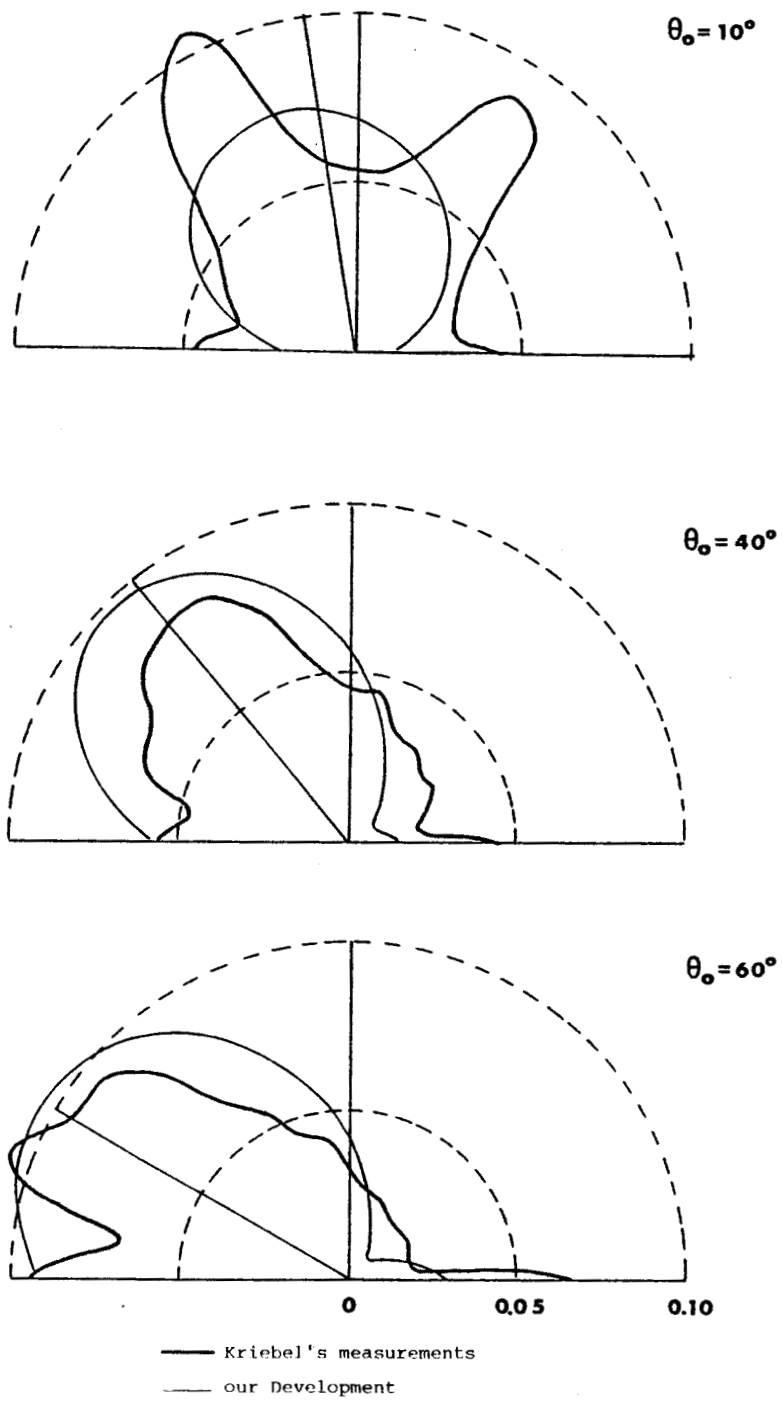 θo=10°
θo=40°
θo=60°
0 0.05 0.10
Kriebel's measurements
our Development